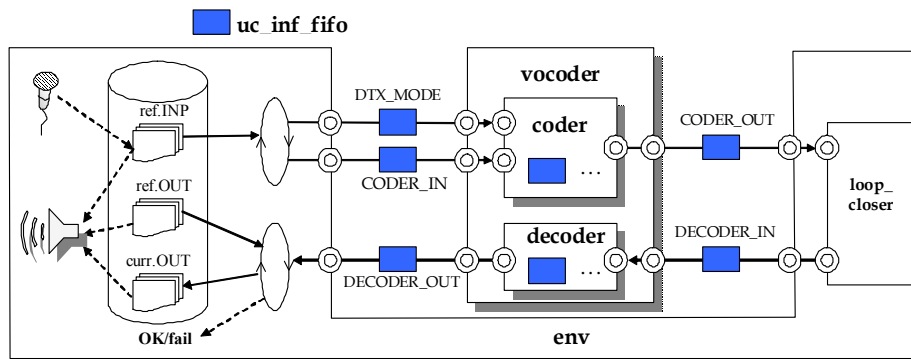 uc_inf_fifo
vocoder
DTX_MODE
ref.INP
coder
CODER_OUT
...
CODER_IN
ref.OUT
loop_
closer
decoder
DECODER_IN
curr.OUT
...
DECODER_OUT
OK/fail
env